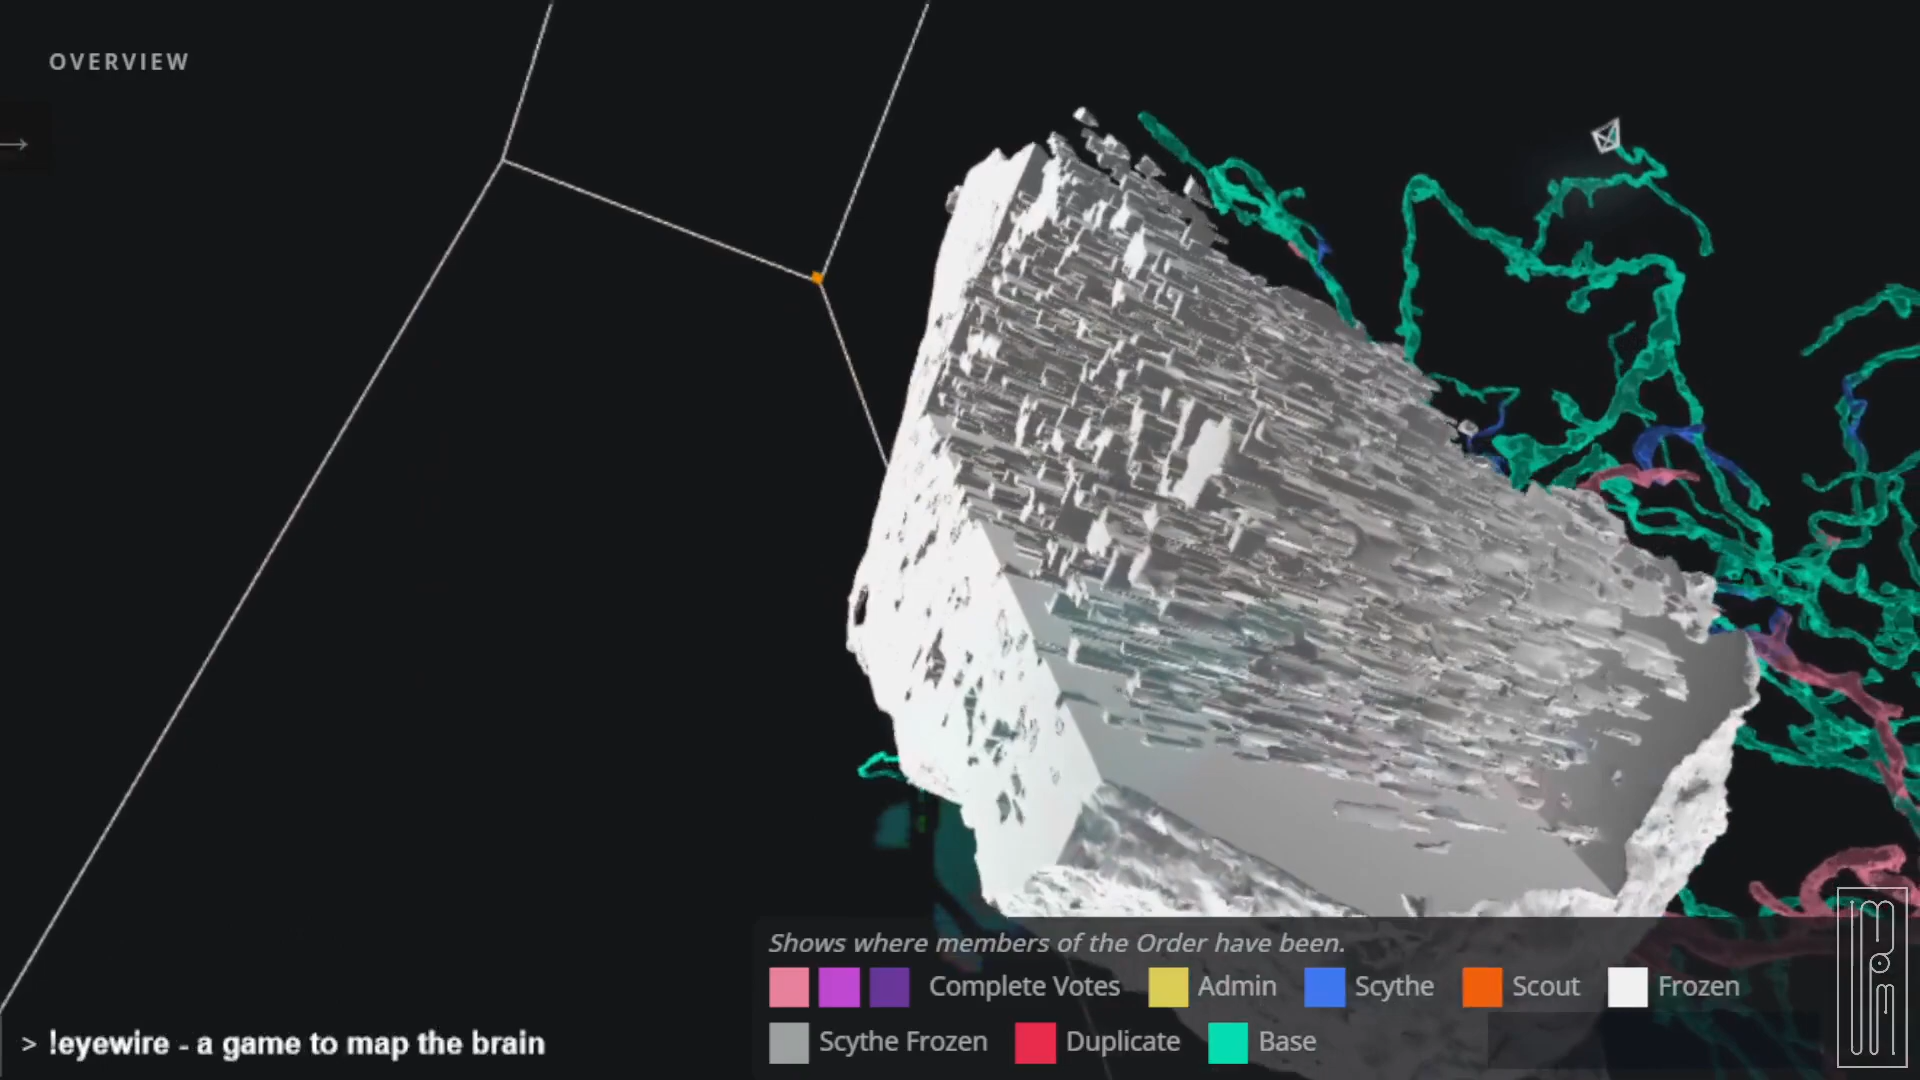 OVERVIEW
Shows where members of the Order have been.
Complete Votes Admin Scythe Scout Frozen
Scythe Frozen Duplicate Base
> !eyewire - a game to map the brain